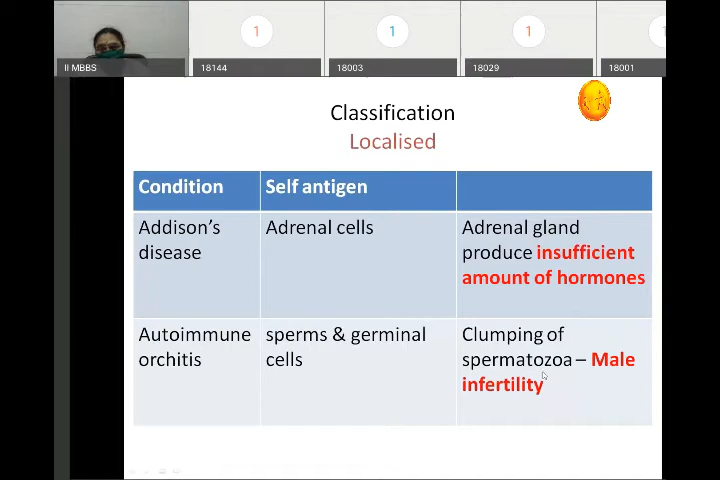 1
1
1
1
II MBBS
18144
18003
18029
18001
Classification
Localised
Condition
Self antigen
Addison's
disease
Adrenal cells
Adrenal gland
produce insufficient
amount of hormones
Autoimmune
orchitis
sperms & germinal
cells
Clumping of
spermatozoa – Male
infertility